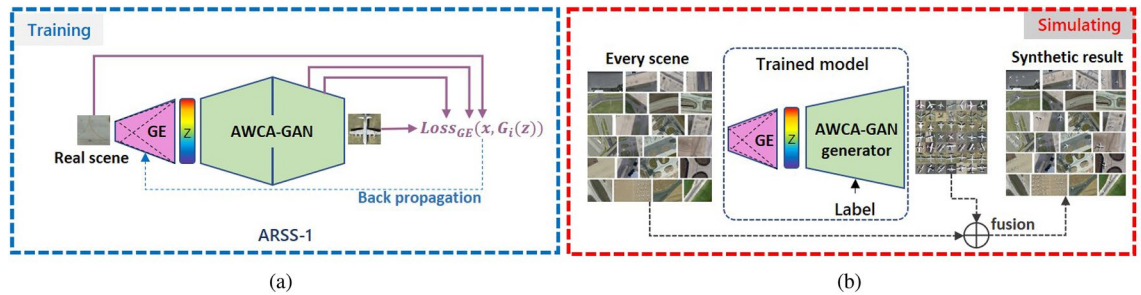 Training
GE
Z
AWCA-GAN
Real scene
Loss_GE(x, G_i(z))
Back propagation
ARSS-1
(a)
Simulating
Every scene
Trained model
Synthetic result
GE
Z
AWCA-GAN
generator
Label
fusion
(b)